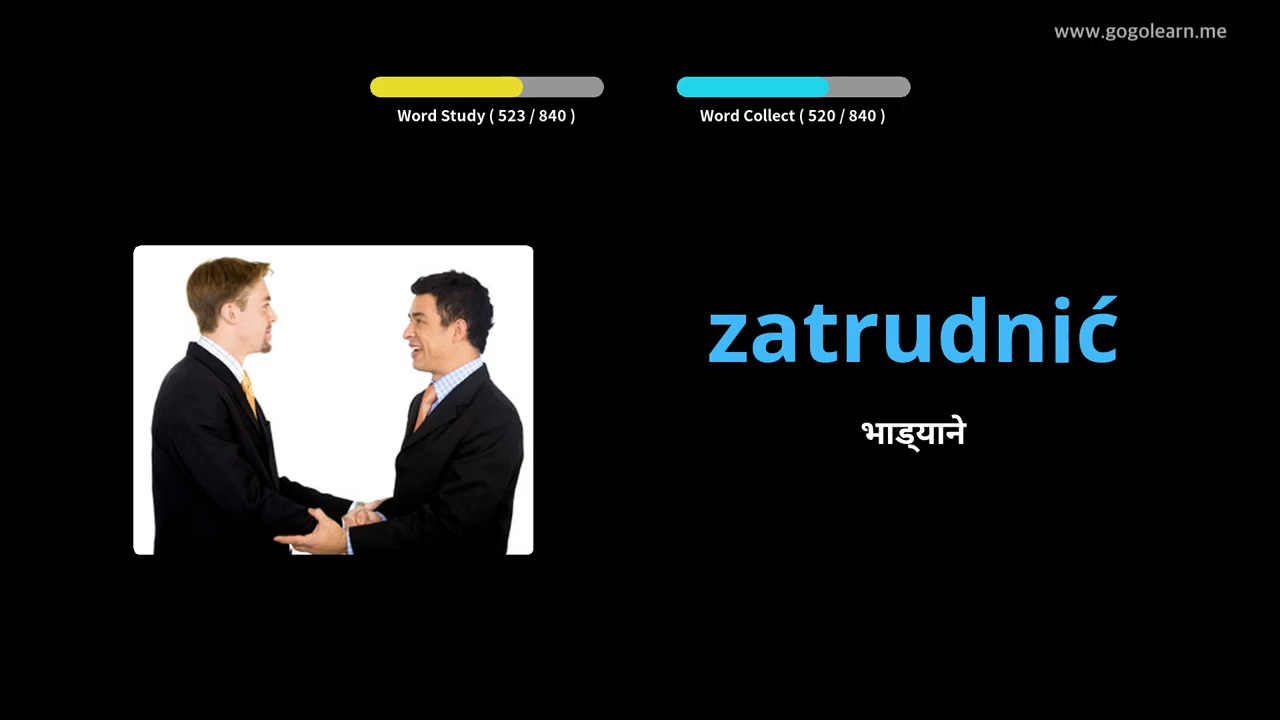 www.gogolearn.me
Word Study ( 523 / 840 )
Word Collect ( 520 / 840 )
zatrudnić
भाड्याने